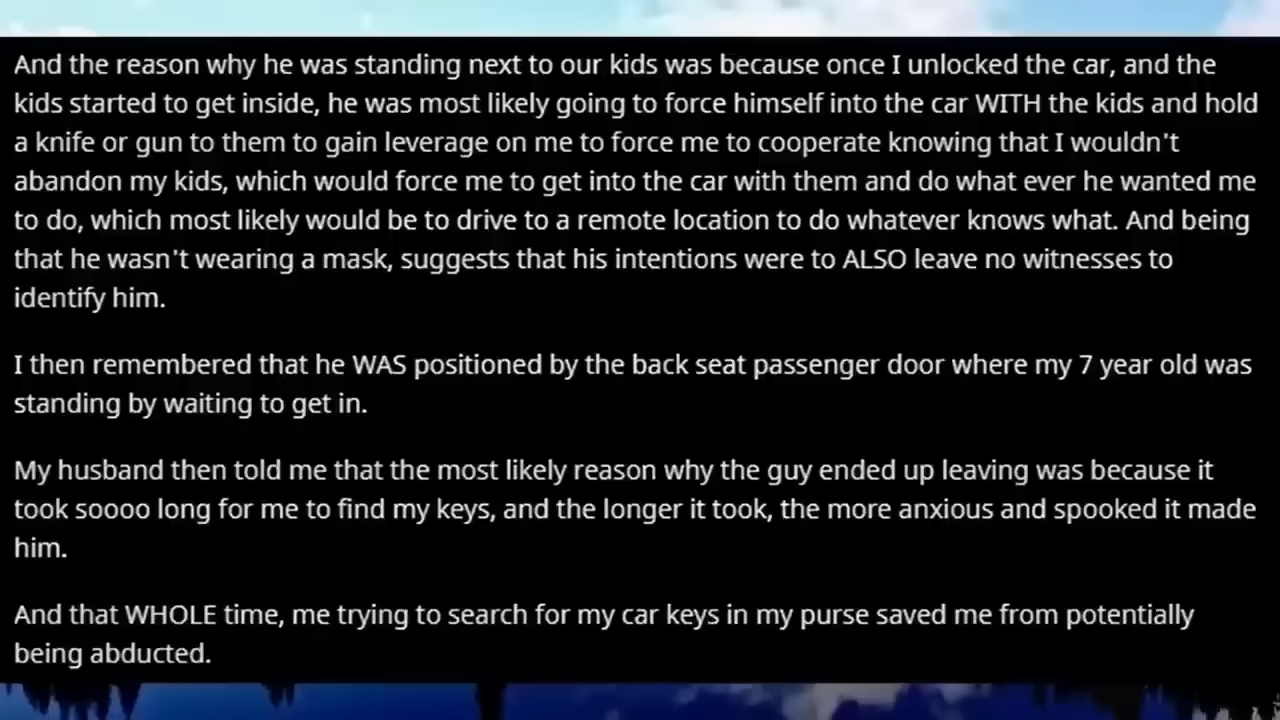 And the reason why he was standing next to our kids was because once I unlocked the car, and the
kids started to get inside, he was most likely going to force himself into the car WITH the kids and hold
a knife or gun to them to gain leverage on me to force me to cooperate knowing that I wouldn't
abandon my kids, which would force me to get into the car with them and do what ever he wanted me
to do, which most likely would be to drive to a remote location to do whatever knows what. And being
that he wasn't wearing a mask, suggests that his intentions were to ALSO leave no witnesses to
identify him.
I then remembered that he WAS positioned by the back seat passenger door where my 7 year old was
standing by waiting to get in.
My husband then told me that the most likely reason why the guy ended up leaving was because it
took soooo long for me to find my keys, and the longer it took, the more anxious and spooked it made
him.
And that WHOLE time, me trying to search for my car keys in my purse saved me from potentially
being abducted.